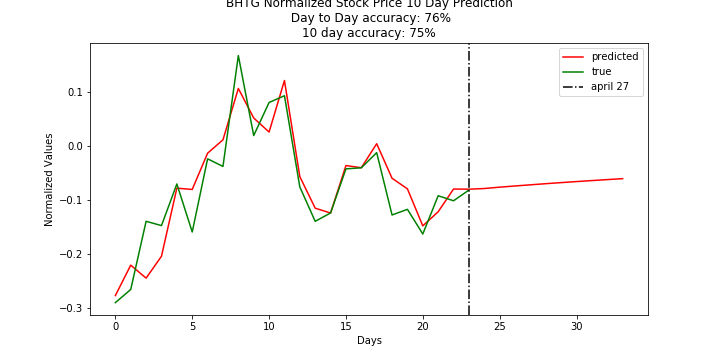 BHTG Normalized Stock Price 10 Day Prediction
Day to Day accuracy: 76%
10 day accuracy: 75%
predicted
true
april 27
Normalized Values
0.1
0.0
−0.1
−0.2
−0.3
0 5 10 15 20 25 30
Days